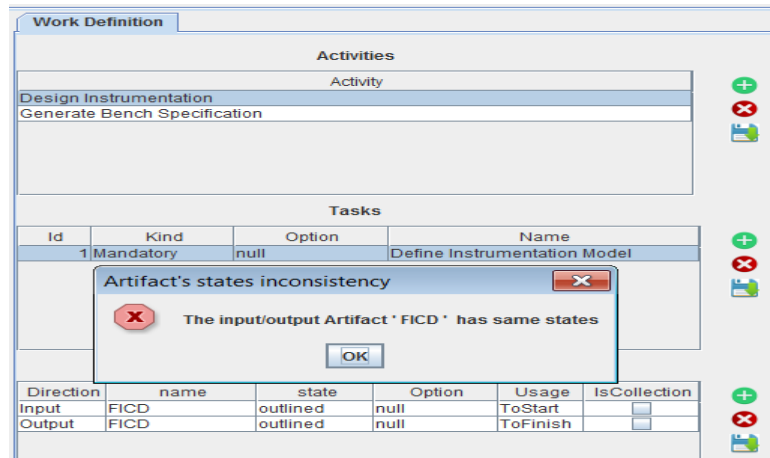 Work Definition
Activities
Activity
Design Instrumentation
Generate Bench Specification
Tasks
Id Kind Option Name
1 Mandatory null Define Instrumentation Model
Artifact's states inconsistency
The input/output Artifact ' FICD ' has same states
OK
Direction name state Option Usage IsCollection
Input FICD outlined null ToStart
Output FICD outlined null ToFinish